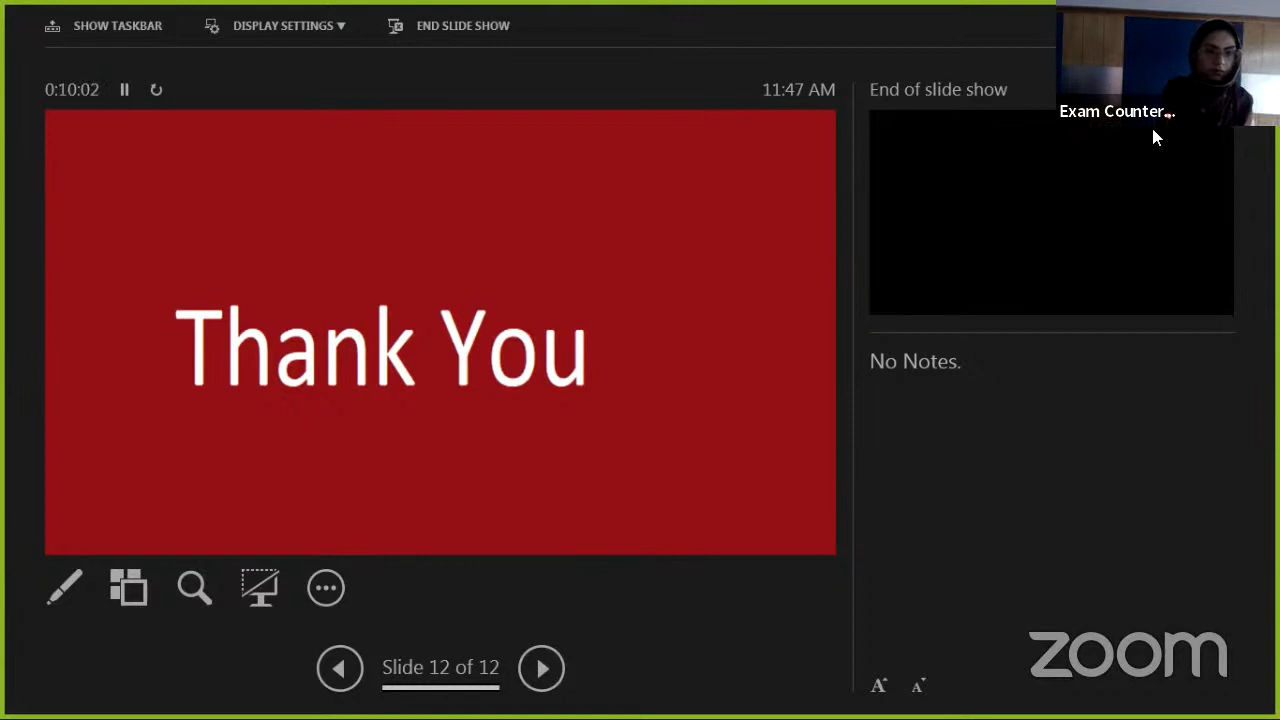 SHOW TASKBAR
DISPLAY SETTINGS
END SLIDE SHOW
0:10:02
11:47 AM
End of slide show
Exam Counter...
Thank You
No Notes.
Slide 12 of 12
A A
zoom